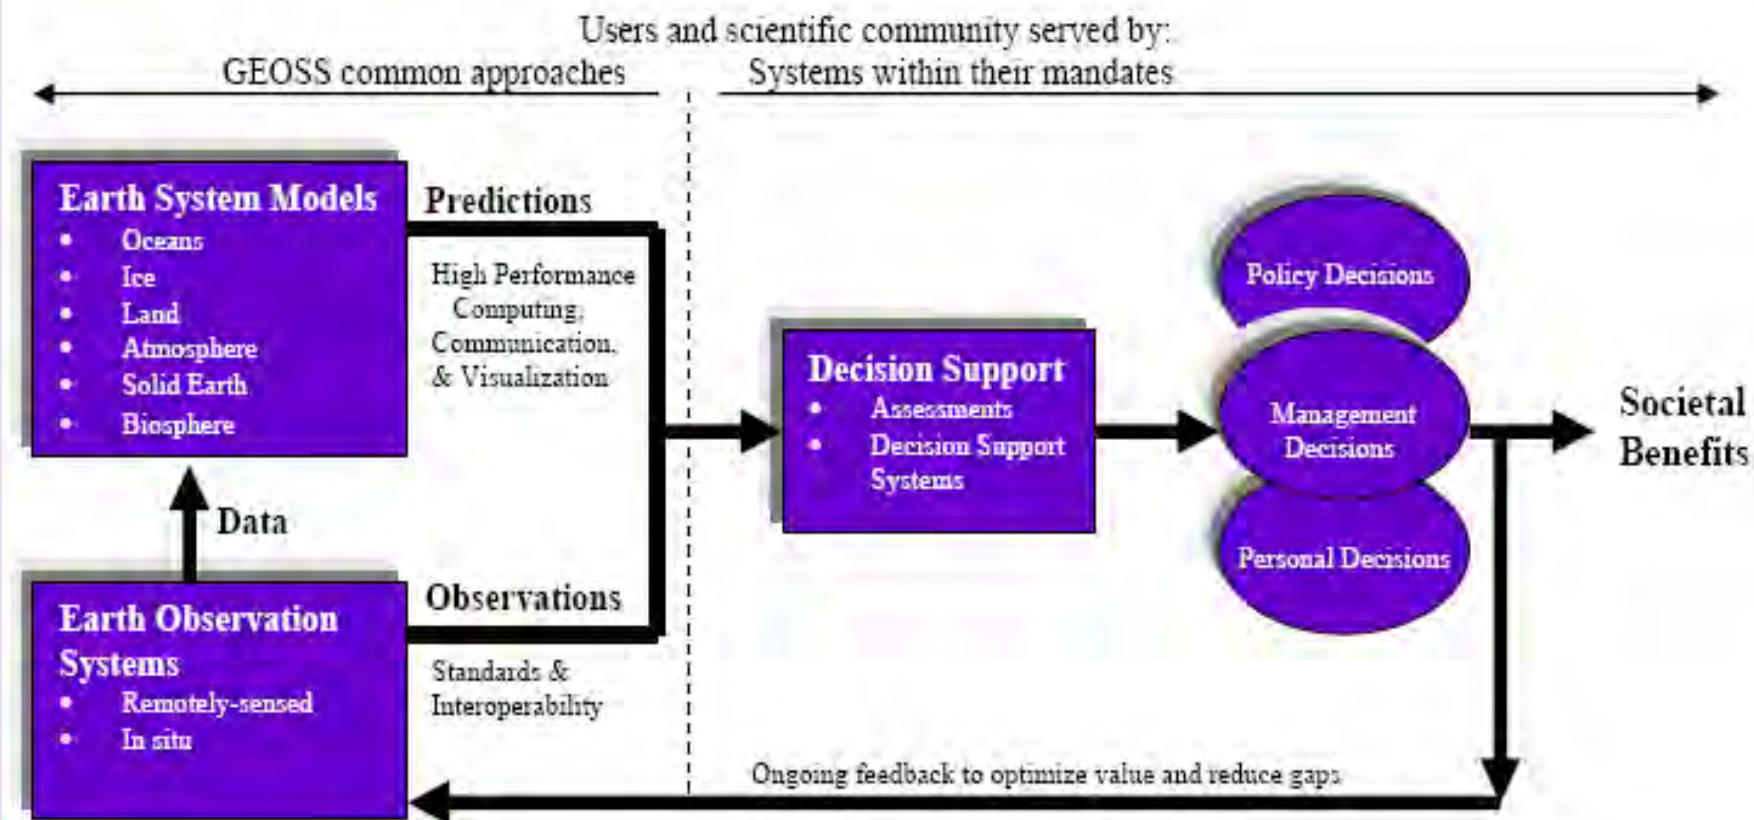 Users and scientific community served by:
GEOSS common approaches
Systems within their mandates
Earth System Models
• Oceans
• Ice
• Land
• Atmosphere
• Solid Earth
• Biosphere
Predictions
High Performance
Computing,
Communication,
& Visualization
Data
Earth Observation
Systems
• Remotely-sensed
• In situ
Observations
Standards &
Interoperability
Decision Support
• Assessments
• Decision Support
Systems
Policy Decisions
Management
Decisions
Personal Decisions
Societal
Benefits
Ongoing feedback to optimize value and reduce gaps